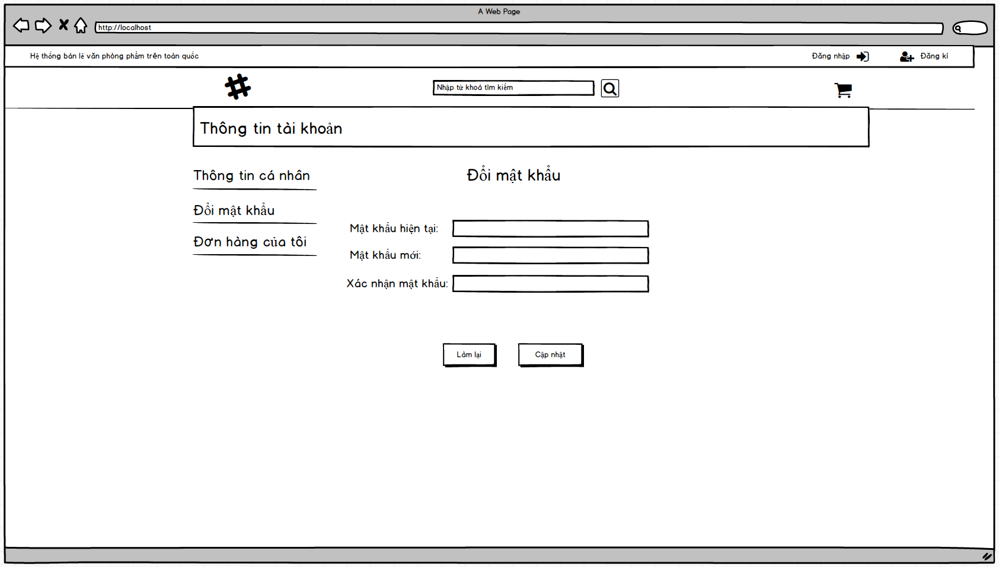 A Web Page
http://localhost
Hệ thống bán lẻ văn phòng phẩm trên toàn quốc
Đăng nhập
Đăng kí
Nhập từ khoá tìm kiếm
Thông tin tài khoản
Thông tin cá nhân
Đổi mật khẩu
Đơn hàng của tôi
Đổi mật khẩu
Mật khẩu hiện tại:
Mật khẩu mới:
Xác nhận mật khẩu:
Làm lại
Cập nhật